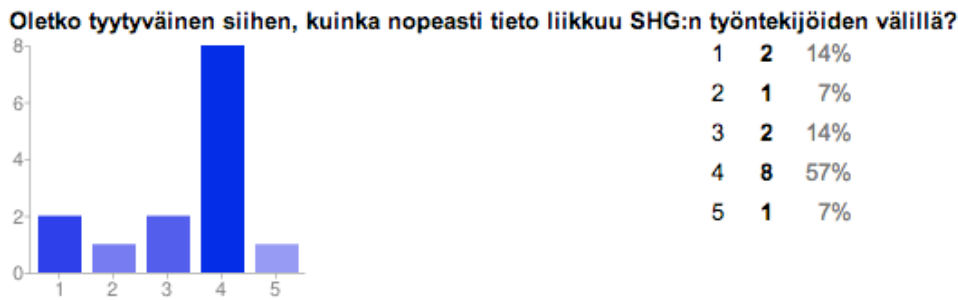 Oletko tyytyväinen siihen, kuinka nopeasti tieto liikkuu SHG:n työntekijöiden välillä?
8
6
4
2
0
1 2 3 4 5
1 2 14%
2 1 7%
3 2 14%
4 8 57%
5 1 7%